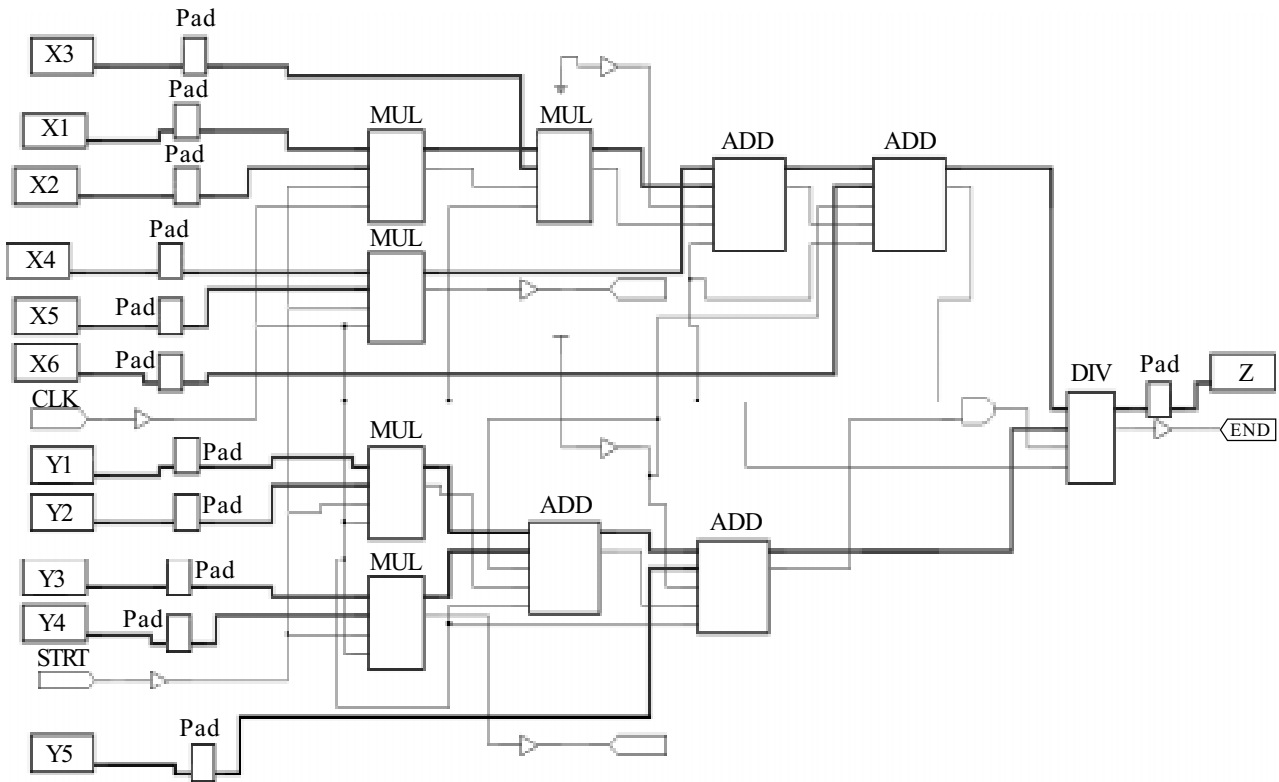 Pad
X3
Pad
X1
MUL
MUL
ADD
ADD
Pad
X2
Pad
MUL
X4
Pad
X5
Pad
X6
DIV
Pad
Z
CLK
END
Pad
MUL
Y1
Pad
Y2
ADD
ADD
MUL
Pad
Y3
Pad
Y4
STRT
Pad
Y5